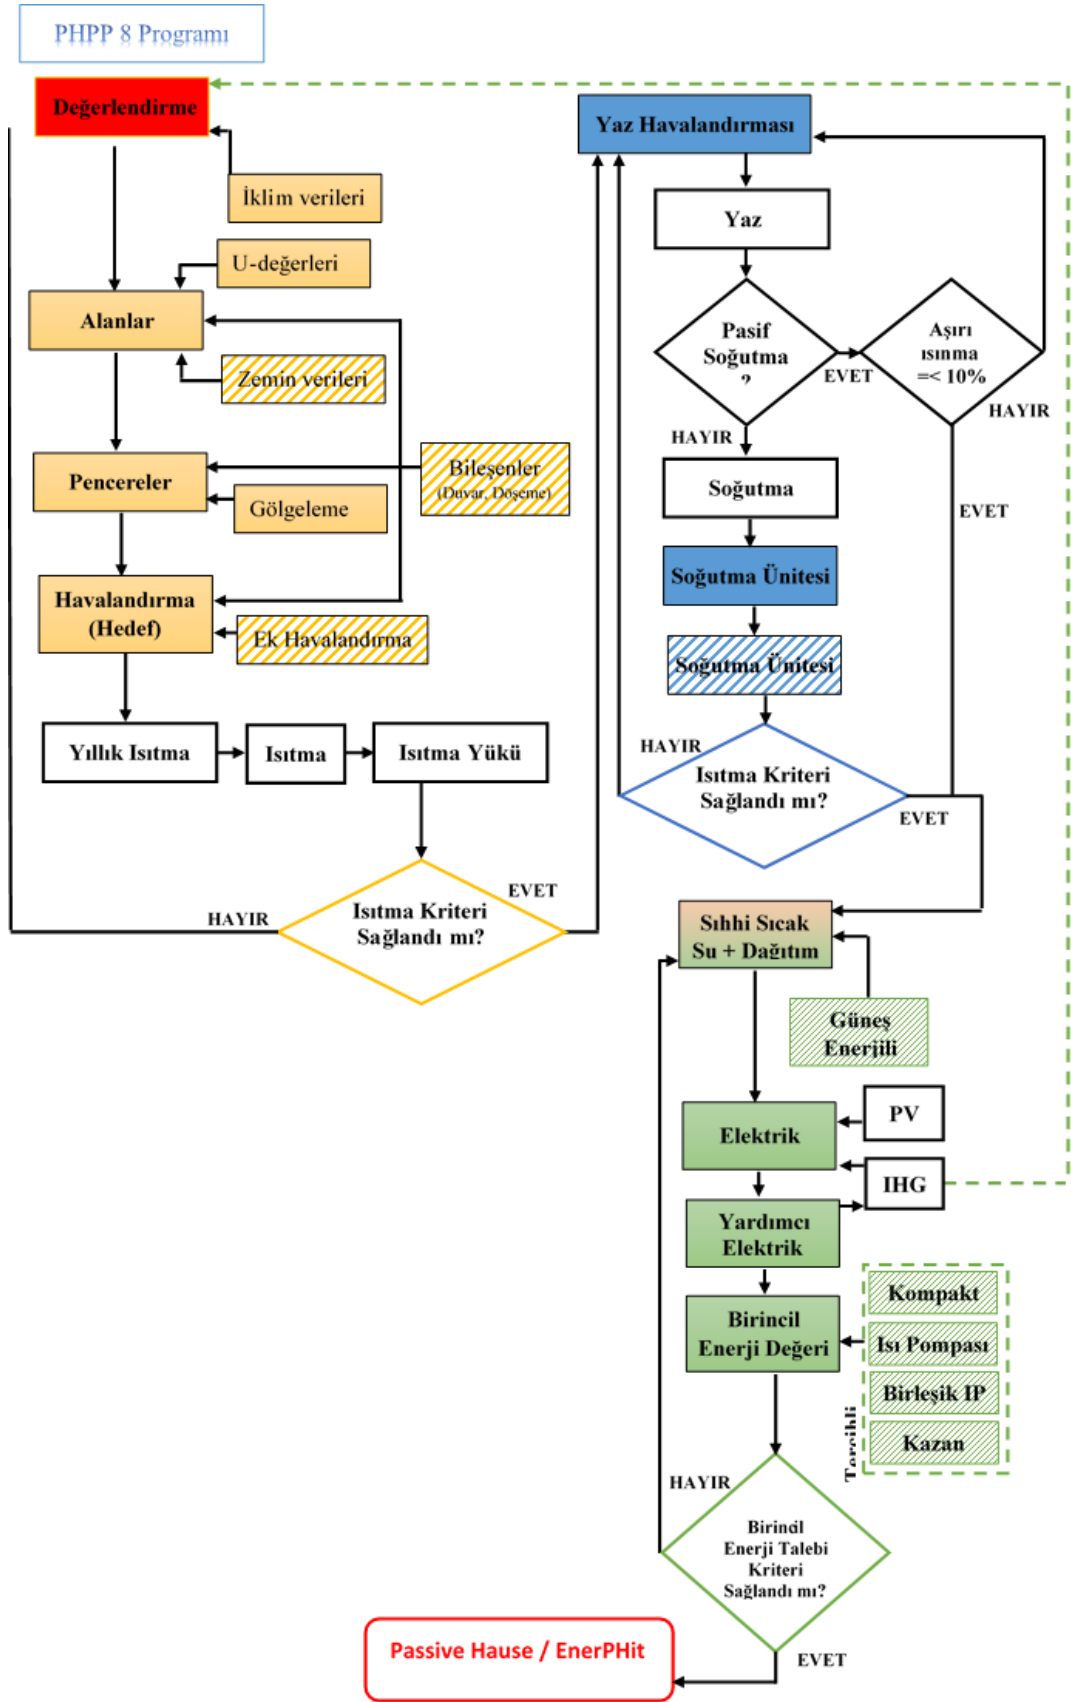 PHPP 8 Programı
Değerlendirme
İklim verileri
U-değerleri
Alanlar
Zemin verileri
Pencereler
Bileşenler
(Duvar, Döşeme)
Gölgeleme
Havalandırma
(Hedef)
Ek Havalandırma
Yıllık Isıtma
Isıtma
Isıtma Yükü
HAYIR
Isıtma Kriteri
Sağlandı mı?
EVET
Yaz Havalandırması
Yaz
Pasif
Soğutma
?
EVET
Aşırı
ısınma
=< 10%
HAYIR
HAYIR
Soğutma
EVET
Soğutma Ünitesi
Soğutma Ünitesi
HAYIR
Isıtma Kriteri
Sağlandı mı?
EVET
Sıhhi Sıcak
Su + Dağıtım
Güneş
Enerjili
PV
Elektrik
IHG
Yardımcı
Elektrik
Birincil
Enerji Değeri
Kompakt
Isı Pompası
Birleşik IP
Kazan
Tercihli
HAYIR
Birincil
Enerji Talebi
Kriteri
Sağlandı mı?
EVET
Passive Hause / EnerPHit